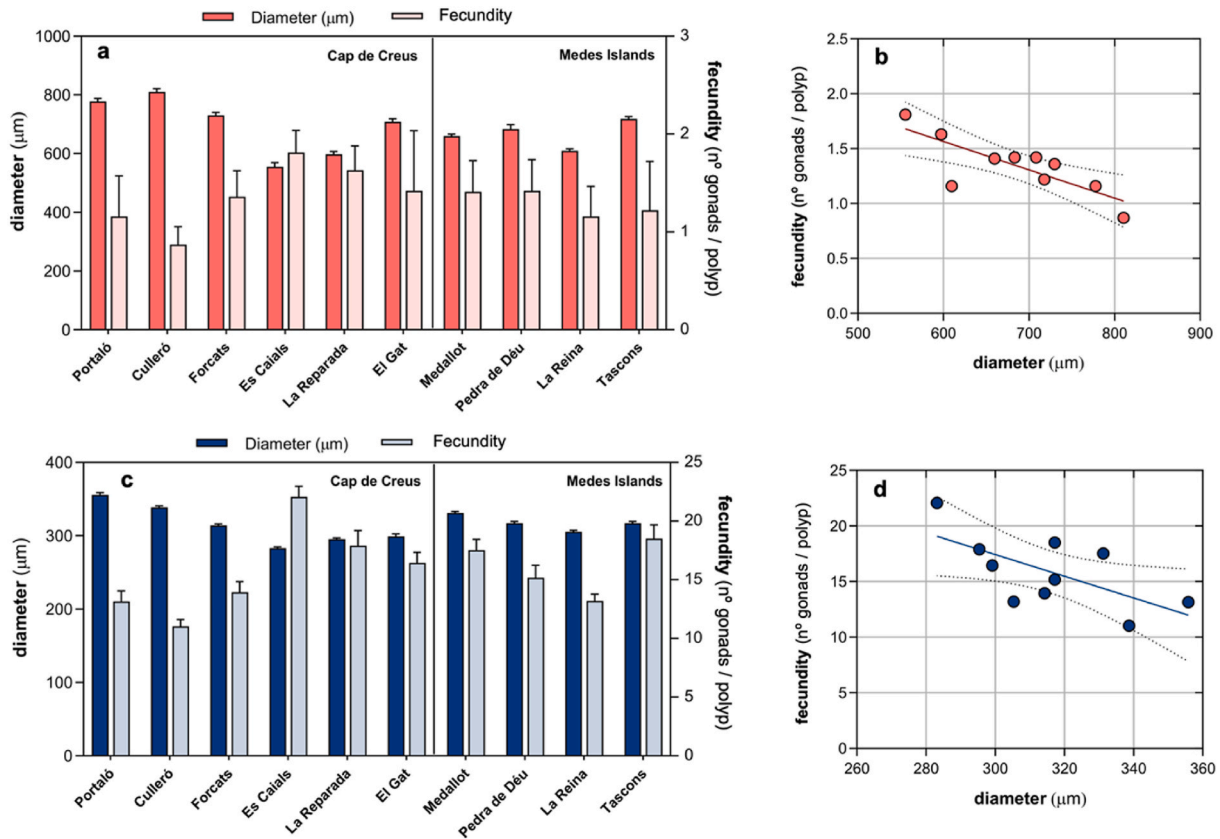 Diameter (μm) Fecundity
a
Cap de Creus
Medes Islands
1000
800
600
400
200
0
diameter (μm)
3
2
1
0
fecundity (nº gonads / polyp)
Portaló
Culleró
Forcats
Es Caials
La Reparada
El Gat
Medallot
Pedra de Déu
La Reina
Tascons
b
2.5
2.0
1.5
1.0
0.5
0.0
fecundity (nº gonads / polyp)
500 600 700 800 900
diameter (μm)
Diameter (μm) Fecundity
c
Cap de Creus
Medes Islands
400
300
200
100
0
diameter (μm)
25
20
15
10
5
0
fecundity (nº gonads / polyp)
Portaló
Culleró
Forcats
Es Caials
La Reparada
El Gat
Medallot
Pedra de Déu
La Reina
Tascons
d
25
20
15
10
5
0
fecundity (nº gonads / polyp)
260 280 300 320 340 360
diameter (μm)